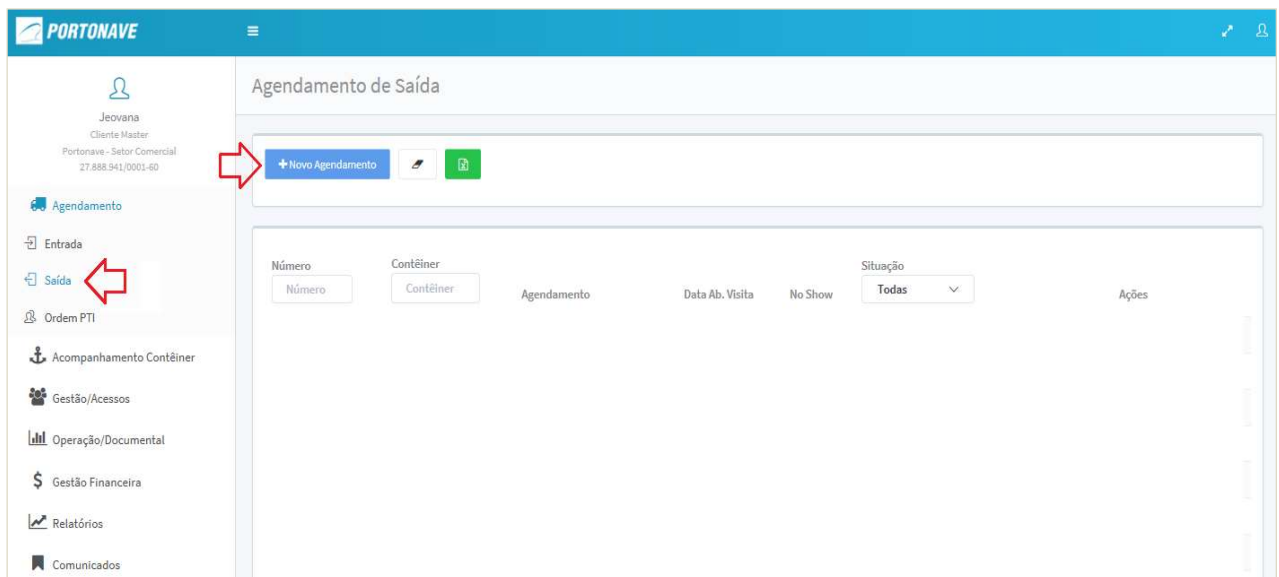 PORTONAVE
Agendamento de Saída
Jeovana
Cliente Master
Portonave - Setor Comercial
27.888.941/0001-60
+Novo Agendamento
Agendamento
Entrada
Saída
Ordem PTI
Acompanhamento Contêiner
Gestão/Acessos
Operação/Documental
Gestão Financeira
Relatórios
Comunicados
Número
Contêiner
Situação
Número
Contêiner
Agendamento
Data Ab. Visita
No Show
Todas
Ações